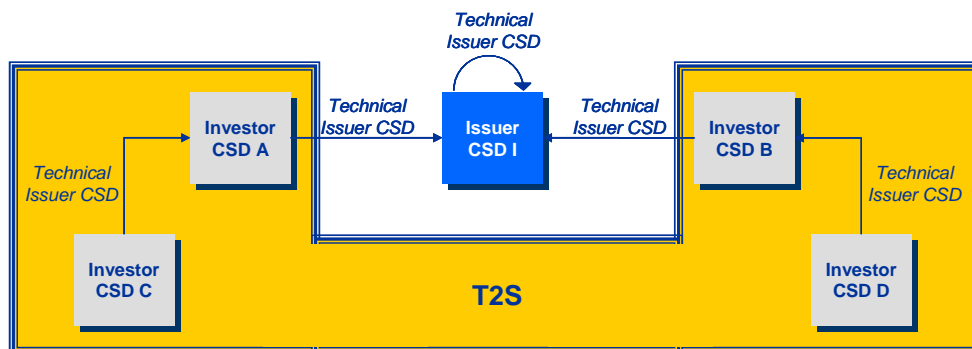 Technical
Issuer CSD
Investor
CSD A
Technical
Issuer CSD
Issuer
CSD I
Technical
Issuer CSD
Investor
CSD B
Technical
Issuer CSD
Technical
Issuer CSD
Investor
CSD C
T2S
Investor
CSD D